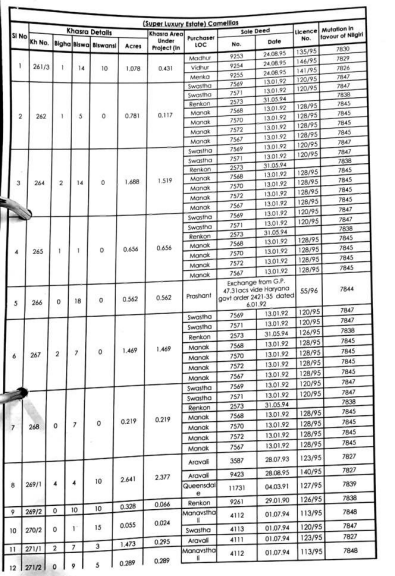 (Super Luxury Estate) Camellias
Sl No | Khasra Details | Khasra Area Under Project (In | Purchaser LOC | Sale Deed | Licence No. | Mutation in favour of Nilgiri
Kh No. | Bigha | Biswa | Biswansi | Acres | No. | Date
1 | 261/3 | 1 | 14 | 10 | 1.078 | 0.431
Madhur | 9253 | 24.08.95 | 135/95 | 7830
Vidhur | 9254 | 24.08.95 | 146/95 | 7829
Menka | 9255 | 24.08.95 | 141/95 | 7826
2 | 262 | 1 | 5 | 0 | 0.781 | 0.117
Swastha | 7569 | 13.01.92 | 120/95 | 7847
Swastha | 7571 | 13.01.92 | 120/95 | 7847
Renkon | 2573 | 31.05.94 | 7838
Manak | 7568 | 13.01.92 | 128/95 | 7845
Manak | 7570 | 13.01.92 | 128/95 | 7845
Manak | 7572 | 13.01.92 | 128/95 | 7845
Manak | 7567 | 13.01.92 | 128/95 | 7845
3 | 264 | 2 | 14 | 0 | 1.688 | 1.519
Swastha | 7569 | 13.01.92 | 120/95 | 7847
Swastha | 7571 | 13.01.92 | 120/95 | 7847
Renkon | 2573 | 31.05.94 | 7838
Manak | 7568 | 13.01.92 | 128/95 | 7845
Manak | 7570 | 13.01.92 | 128/95 | 7845
Manak | 7572 | 13.01.92 | 128/95 | 7845
Manak | 7567 | 13.01.92 | 128/95 | 7845
4 | 265 | 1 | 1 | 0 | 0.656 | 0.656
Swastha | 7569 | 13.01.92 | 120/95 | 7847
Swastha | 7571 | 13.01.92 | 120/95 | 7847
Renkon | 2573 | 31.05.94 | 7838
Manak | 7568 | 13.01.92 | 128/95 | 7845
Manak | 7570 | 13.01.92 | 128/95 | 7845
Manak | 7572 | 13.01.92 | 128/95 | 7845
Manak | 7567 | 13.01.92 | 128/95 | 7845
5 | 266 | 0 | 18 | 0 | 0.562 | 0.562 | Prashant | Exchange from G.P. 47.31acs vide Haryana govt order 2421-35 dated 6.01.92 | 55/96 | 7844
6 | 267 | 2 | 7 | 0 | 1.469 | 1.469
Swastha | 7569 | 13.01.92 | 120/95 | 7847
Swastha | 7571 | 13.01.92 | 120/95 | 7847
Renkon | 2573 | 31.05.94 | 126/95 | 7838
Manak | 7568 | 13.01.92 | 128/95 | 7845
Manak | 7570 | 13.01.92 | 128/95 | 7845
Manak | 7572 | 13.01.92 | 128/95 | 7845
Manak | 7567 | 13.01.92 | 128/95 | 7845
7 | 268 | 0 | 7 | 0 | 0.219 | 0.219
Swastha | 7569 | 13.01.92 | 120/95 | 7847
Swastha | 7571 | 13.01.92 | 120/95 | 7847
Renkon | 2573 | 31.05.94 | 7838
Manak | 7568 | 13.01.92 | 128/95 | 7845
Manak | 7570 | 13.01.92 | 128/95 | 7845
Manak | 7572 | 13.01.92 | 128/95 | 7845
Manak | 7567 | 13.01.92 | 128/95 | 7845
8 | 269/1 | 4 | 4 | 10 | 2.641 | 2.377
Aravali | 3587 | 28.07.93 | 123/95 | 7827
Aravali | 9423 | 28.08.95 | 140/95 | 7827
Queensdale | 11731 | 04.03.91 | 127/95 | 7839
9 | 269/2 | 0 | 10 | 10 | 0.328 | 0.066 | Renkon | 9261 | 29.01.90 | 126/95 | 7838
10 | 270/2 | 0 | 1 | 15 | 0.055 | 0.024
Manavsthali | 4112 | 01.07.94 | 113/95 | 7848
Swastha | 4113 | 01.07.94 | 120/95 | 7847
11 | 271/1 | 2 | 7 | 3 | 1.473 | 0.295 | Aravali | 4111 | 01.07.94 | 123/95 | 7827
12 | 271/2 | 0 | 9 | 5 | 0.289 | 0.289 | Manavsthali | 4112 | 01.07.94 | 113/95 | 7848